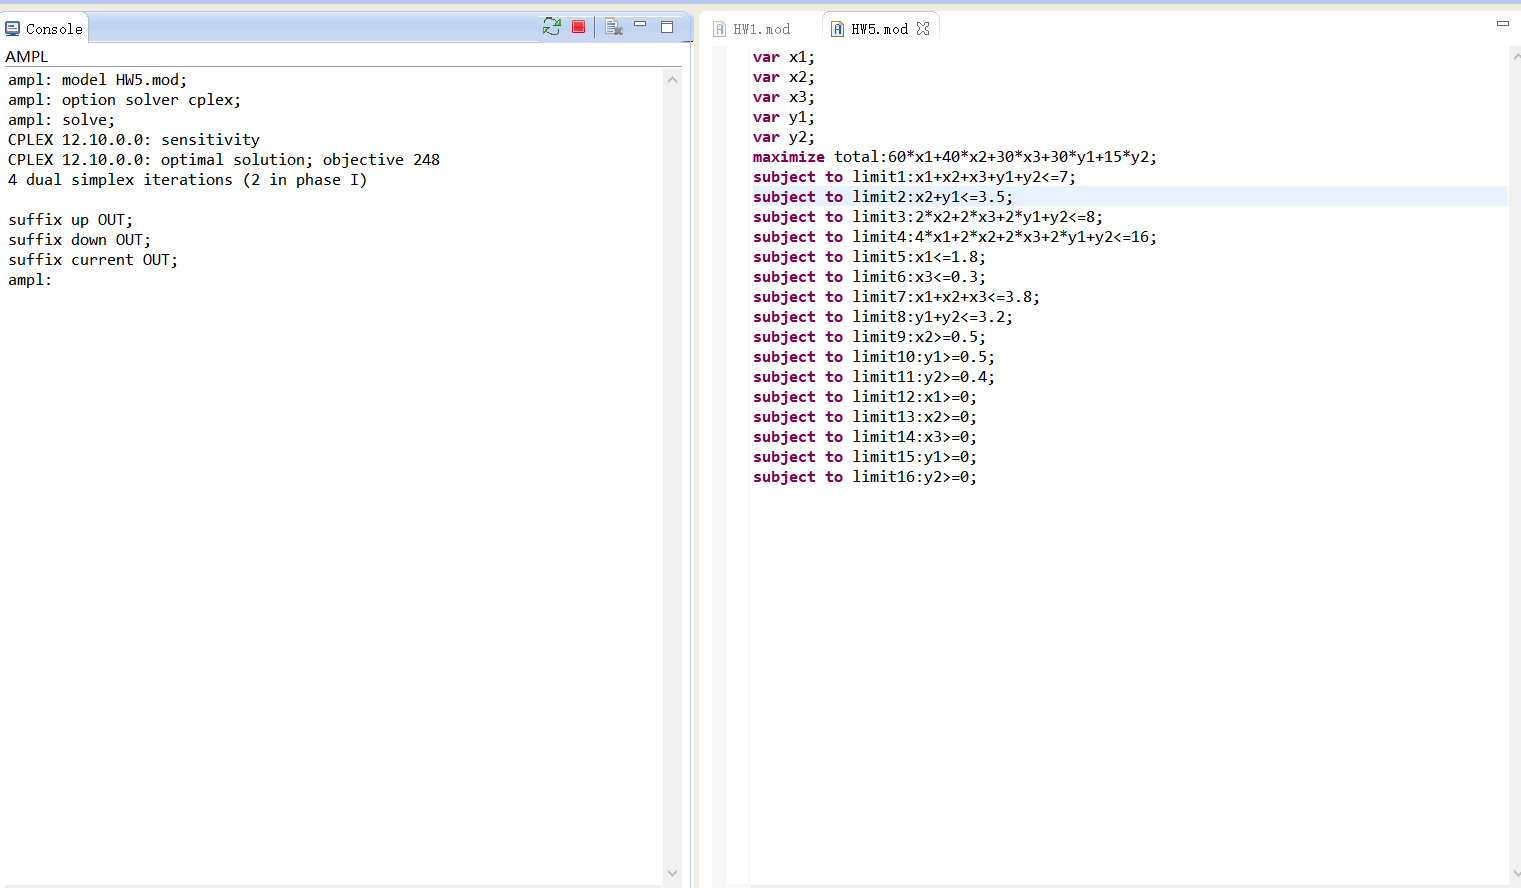 Console
AMPL
ampl: model HW5.mod;
ampl: option solver cplex;
ampl: solve;
CPLEX 12.10.0.0: sensitivity
CPLEX 12.10.0.0: optimal solution; objective 248
4 dual simplex iterations (2 in phase I)
suffix up OUT;
suffix down OUT;
suffix current OUT;
ampl:
HW1.mod
HW5.mod
var x1;
var x2;
var x3;
var y1;
var y2;
maximize total:60*x1+40*x2+30*x3+30*y1+15*y2;
subject to limit1:x1+x2+x3+y1+y2<=7;
subject to limit2:x2+y1<=3.5;
subject to limit3:2*x2+2*x3+2*y1+y2<=8;
subject to limit4:4*x1+2*x2+2*x3+2*y1+y2<=16;
subject to limit5:x1<=1.8;
subject to limit6:x3<=0.3;
subject to limit7:x1+x2+x3<=3.8;
subject to limit8:y1+y2<=3.2;
subject to limit9:x2>=0.5;
subject to limit10:y1>=0.5;
subject to limit11:y2>=0.4;
subject to limit12:x1>=0;
subject to limit13:x2>=0;
subject to limit14:x3>=0;
subject to limit15:y1>=0;
subject to limit16:y2>=0;